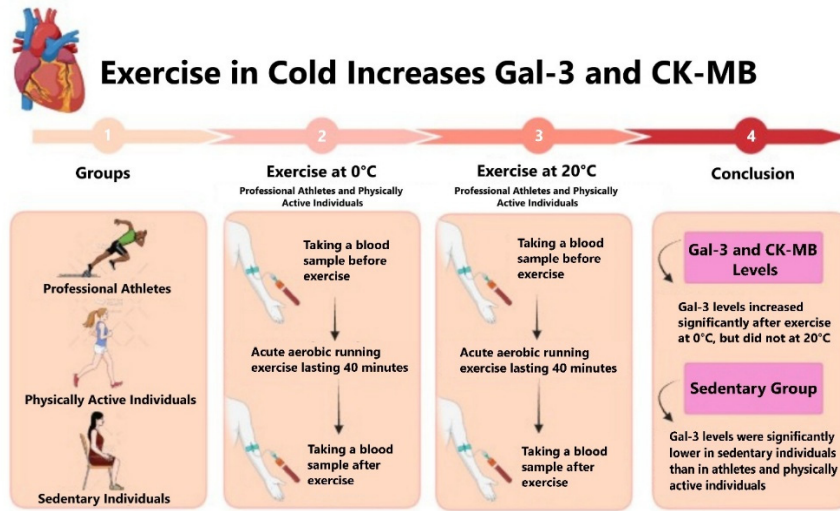 Exercise in Cold Increases Gal-3 and CK-MB
1
2
3
4
Groups
Exercise at 0°C
Professional Athletes and Physically
Active Individuals
Exercise at 20°C
Professional Athletes and Physically
Active Individuals
Conclusion
Professional Athletes
Physically Active Individuals
Sedentary Individuals
Taking a blood
sample before
exercise
Acute aerobic running
exercise lasting 40 minutes
Taking a blood
sample after
exercise
Taking a blood
sample before
exercise
Acute aerobic running
exercise lasting 40 minutes
Taking a blood
sample after
exercise
Gal-3 and CK-MB
Levels
Gal-3 levels increased
significantly after exercise
at 0°C, but did not at 20°C
Sedentary Group
Gal-3 levels were significantly
lower in sedentary individuals
than in athletes and physically
active individuals